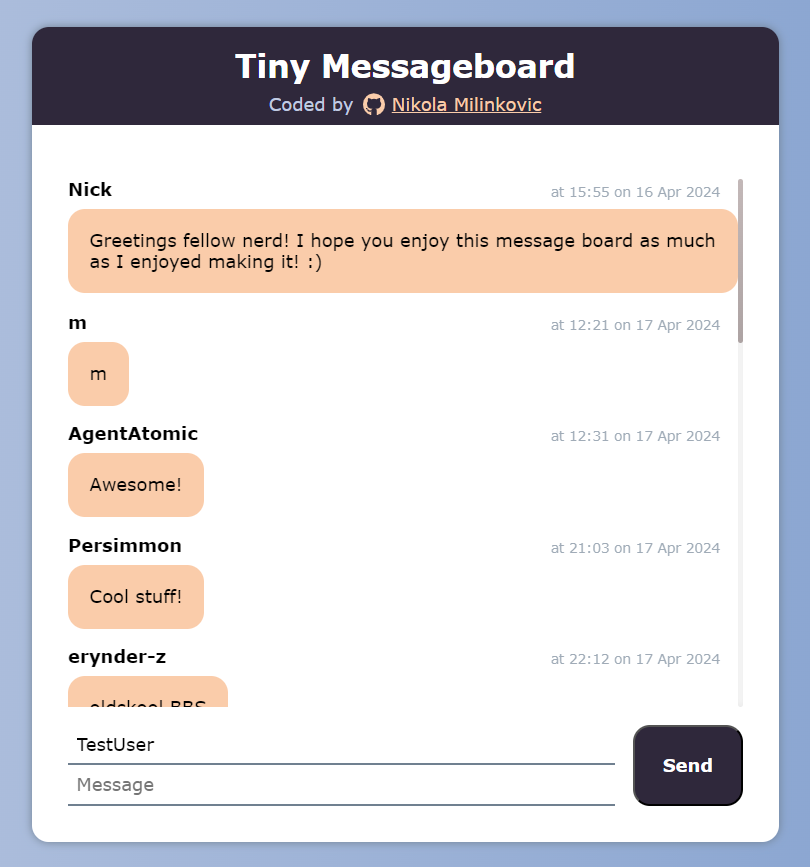 Tiny Messageboard
Coded by Nikola Milinkovic
Nick at 15:55 on 16 Apr 2024
Greetings fellow nerd! I hope you enjoy this message board as much
as I enjoyed making it! :)
m at 12:21 on 17 Apr 2024
m
AgentAtomic at 12:31 on 17 Apr 2024
Awesome!
Persimmon at 21:03 on 17 Apr 2024
Cool stuff!
erynder-z at 22:12 on 17 Apr 2024
oldskool BBS
TestUser
Message
Send